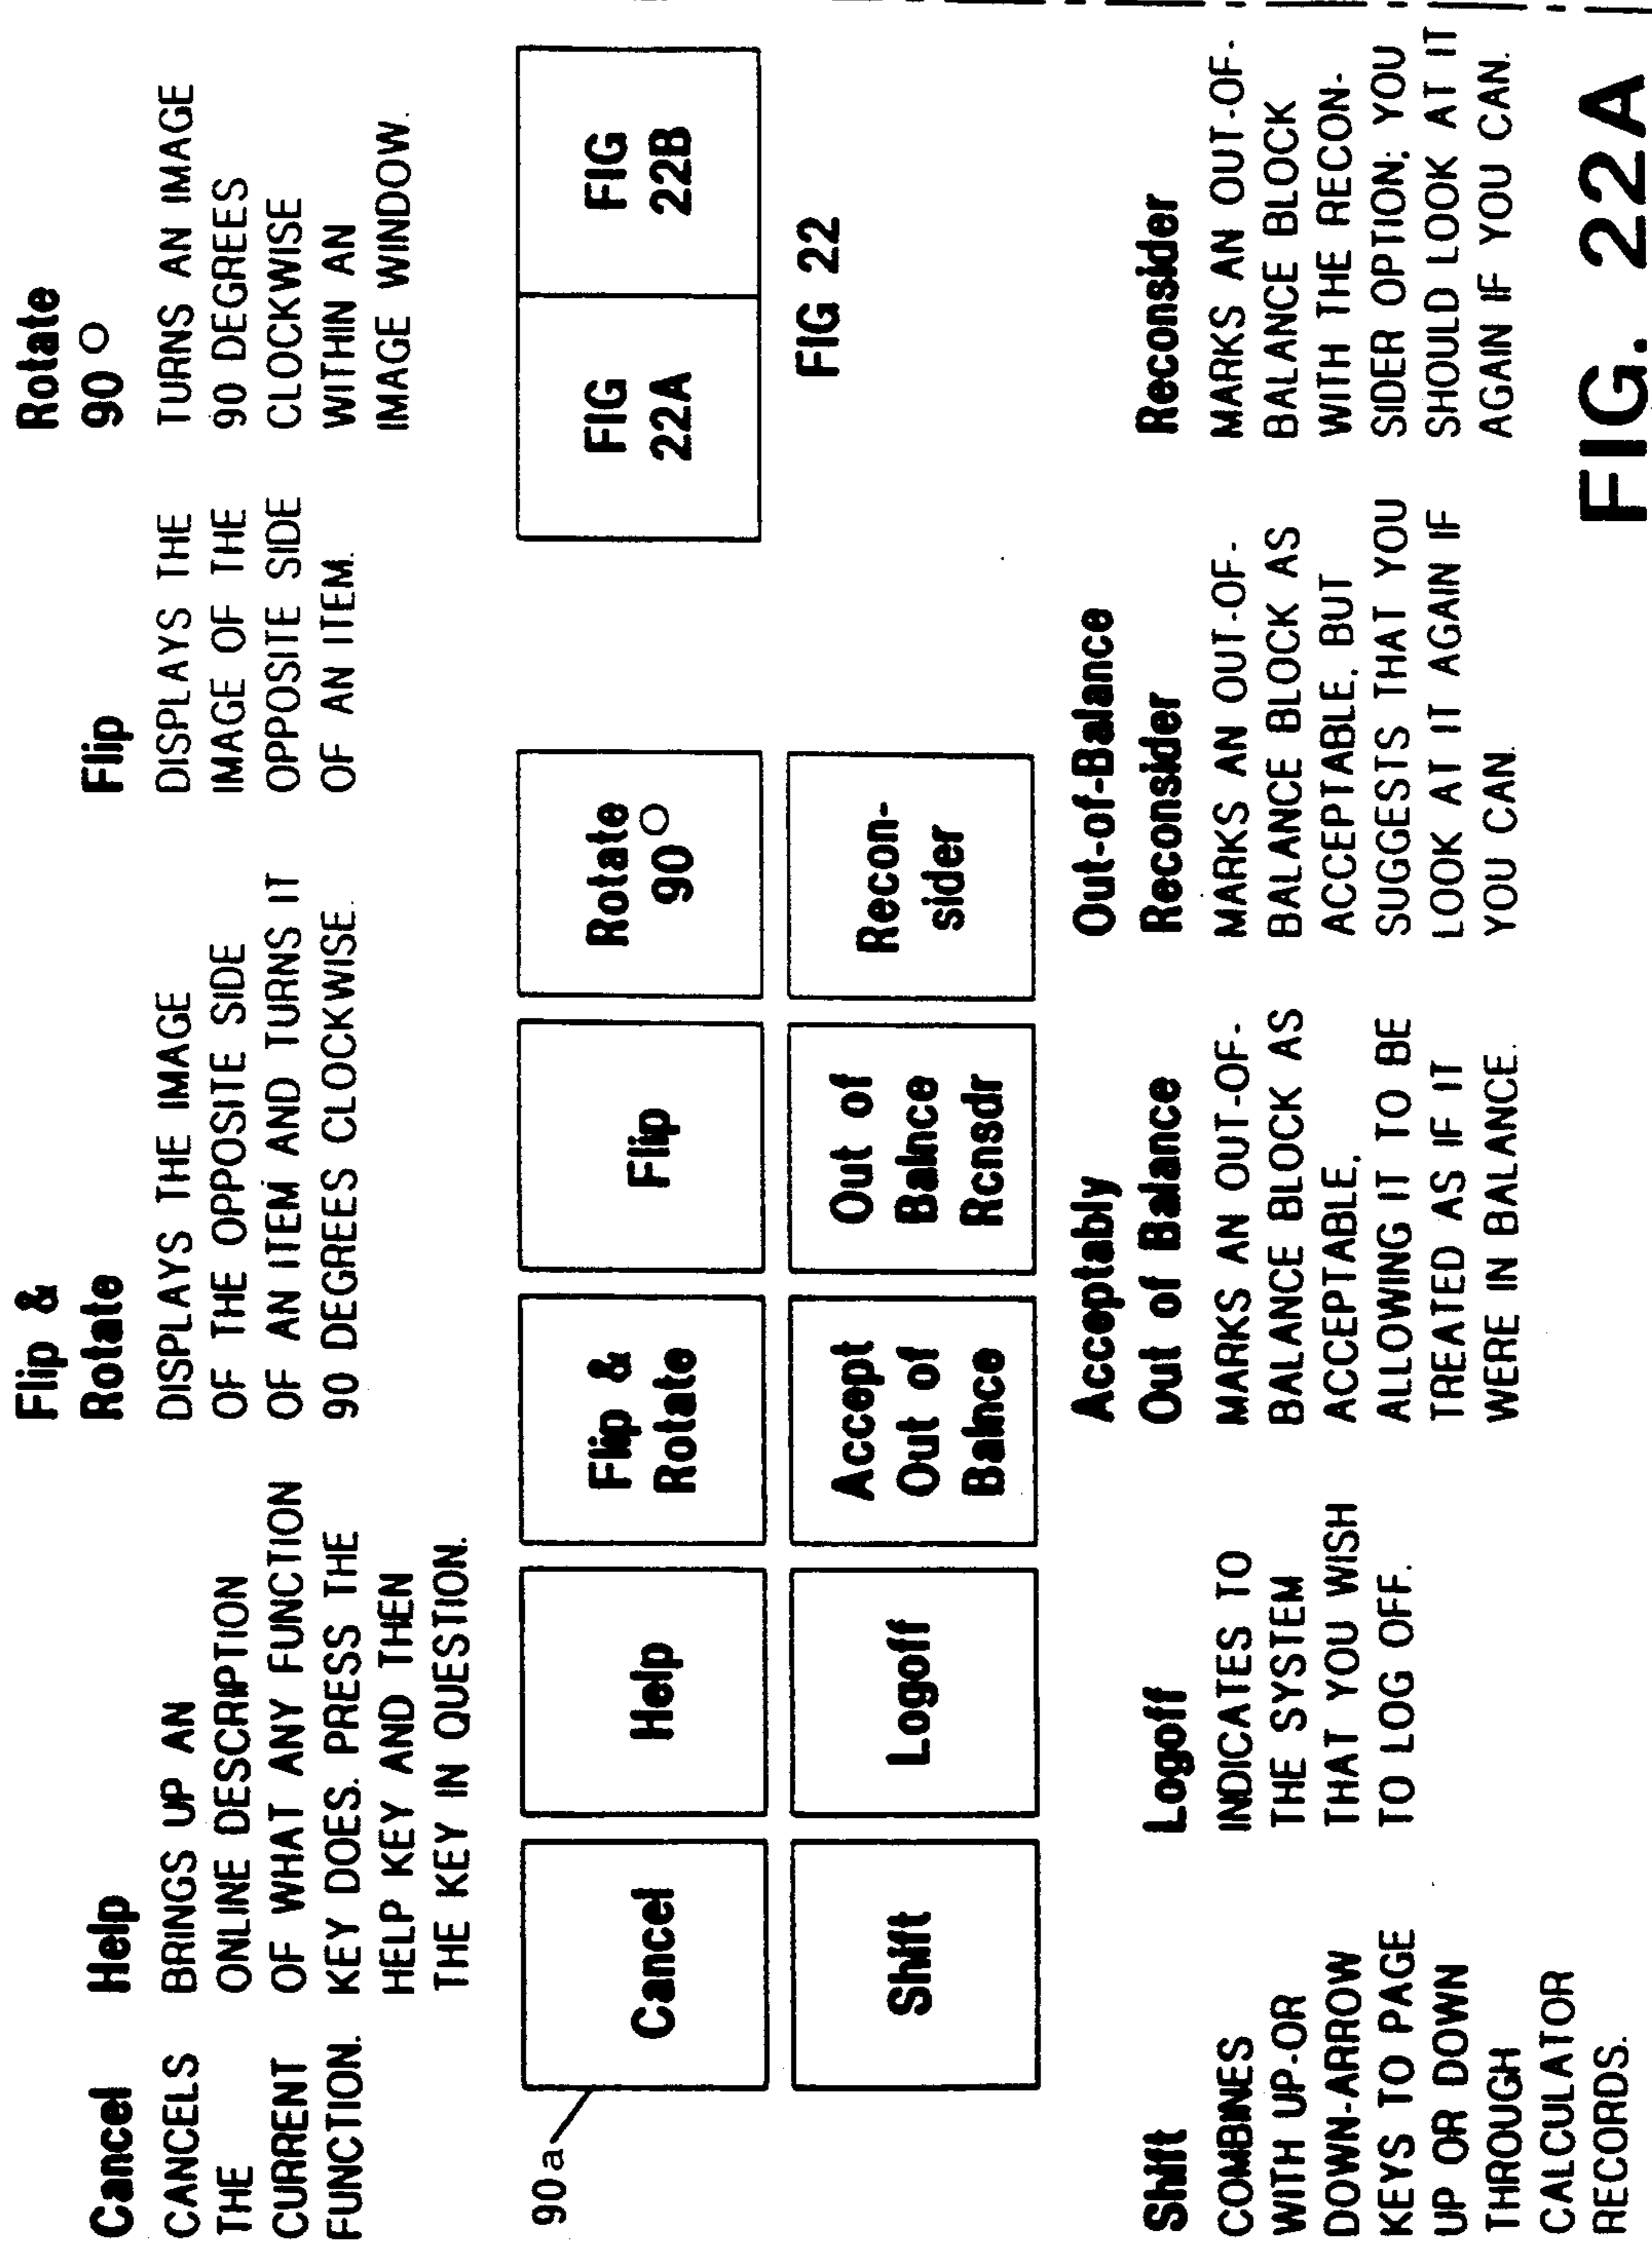 Cancel
CANCELS
THE
CURRENT
FUNCTION.
Help
BRINGS UP AN
ONLINE DESCRIPTION
OF WHAT ANY FUNCTION
KEY DOES. PRESS THE
HELP KEY AND THEN
THE KEY IN QUESTION.
Flip &
Rotate
DISPLAYS THE IMAGE
OF THE OPPOSITE SIDE
OF AN ITEM AND TURNS IT
90 DEGREES CLOCKWISE.
Flip
DISPLAYS THE
IMAGE OF THE
OPPOSITE SIDE
OF AN ITEM.
Rotate
90 O
TURNS AN IMAGE
90 DEGREES
CLOCKWISE
WITHIN AN
IMAGE WINDOW.
90a
Cancel
Help
Flip &
Rotate
Flip
Rotate
90 O
FIG
22A
FIG
22B
FIG 22
Shift
Logoff
Accept
Out of
Balnce
Out of
Balnce
Rcnsdr
Recon-
sider
Shift
COMBINES
WITH UP-OR
DOWN-ARROW
KEYS TO PAGE
UP OR DOWN
THROUGH
CALCULATOR
RECORDS.
Logoff
INDICATES TO
THE SYSTEM
THAT YOU WISH
TO LOG OFF.
Acceptably
Out of Balance
MARKS AN OUT-OF-
BALANCE BLOCK AS
ACCEPTABLE,
ALLOWING IT TO BE
TREATED AS IF IT
WERE IN BALANCE.
Out-of-Balance
Reconsider
MARKS AN OUT-OF-
BALANCE BLOCK AS
ACCEPTABLE, BUT
SUGGESTS THAT YOU
LOOK AT IT AGAIN IF
YOU CAN.
Reconsider
MARKS AN OUT-OF-
BALANCE BLOCK
WITH THE RECON-
SIDER OPTION; YOU
SHOULD LOOK AT IT
AGAIN IF YOU CAN.
FIG. 22A